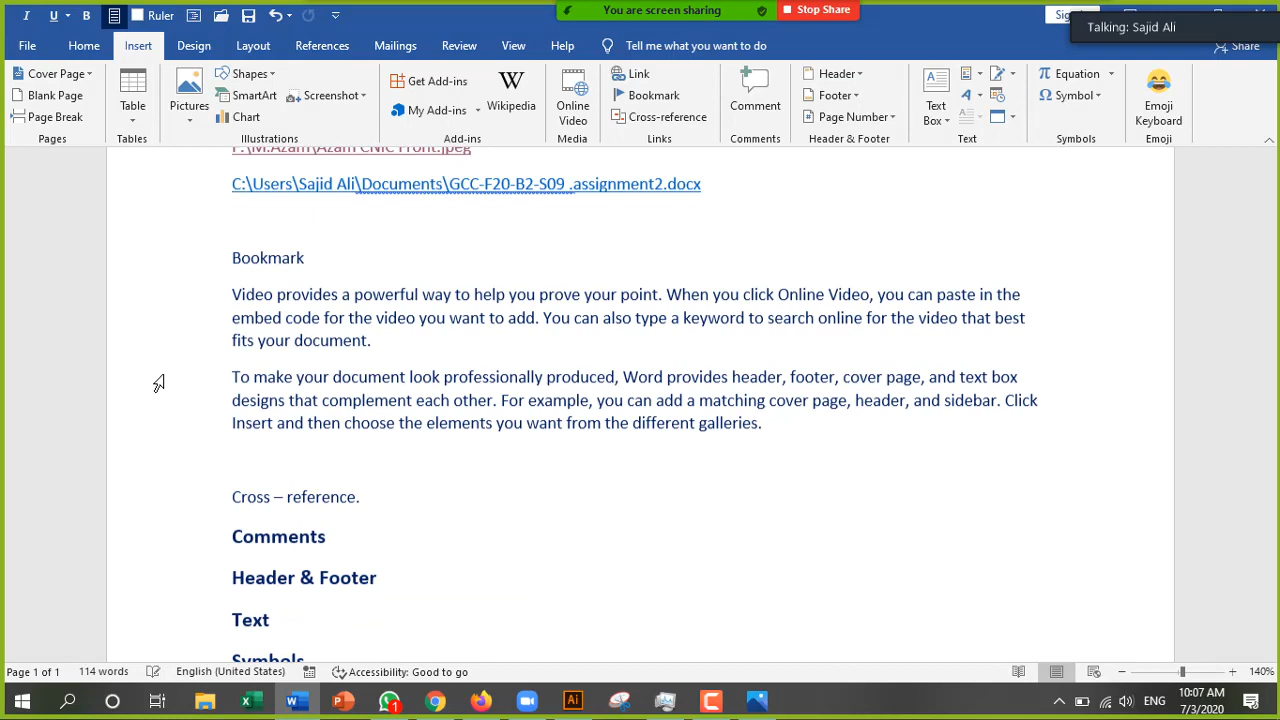 Ruler
You are screen sharing
Stop Share
Talking: Sajid Ali
File Home Insert Design Layout References Mailings Review View Help Tell me what you want to do Share
Cover Page
Blank Page
Page Break
Pages
Table
Tables
Pictures
Shapes
SmartArt
Chart
Screenshot
Illustrations
Get Add-ins
My Add-ins
W
Wikipedia
Add-ins
Online
Video
Media
Link
Bookmark
Cross-reference
Links
Comment
Comments
Header
Footer
Page Number
Header & Footer
Text
Box
Text
Equation
Symbol
Symbols
Emoji
Keyboard
Emoji
F:\M.Azam\Azam CNIC Front.jpeg
C:\Users\Sajid Ali\Documents\GCC-F20-B2-S09 .assignment2.docx
Bookmark
Video provides a powerful way to help you prove your point. When you click Online Video, you can paste in the
embed code for the video you want to add. You can also type a keyword to search online for the video that best
fits your document.
To make your document look professionally produced, Word provides header, footer, cover page, and text box
designs that complement each other. For example, you can add a matching cover page, header, and sidebar. Click
Insert and then choose the elements you want from the different galleries.
Cross – reference.
Comments
Header & Footer
Text
Symbols
Page 1 of 1 114 words English (United States) Accessibility: Good to go 140%
ENG
10:07 AM
7/3/2020